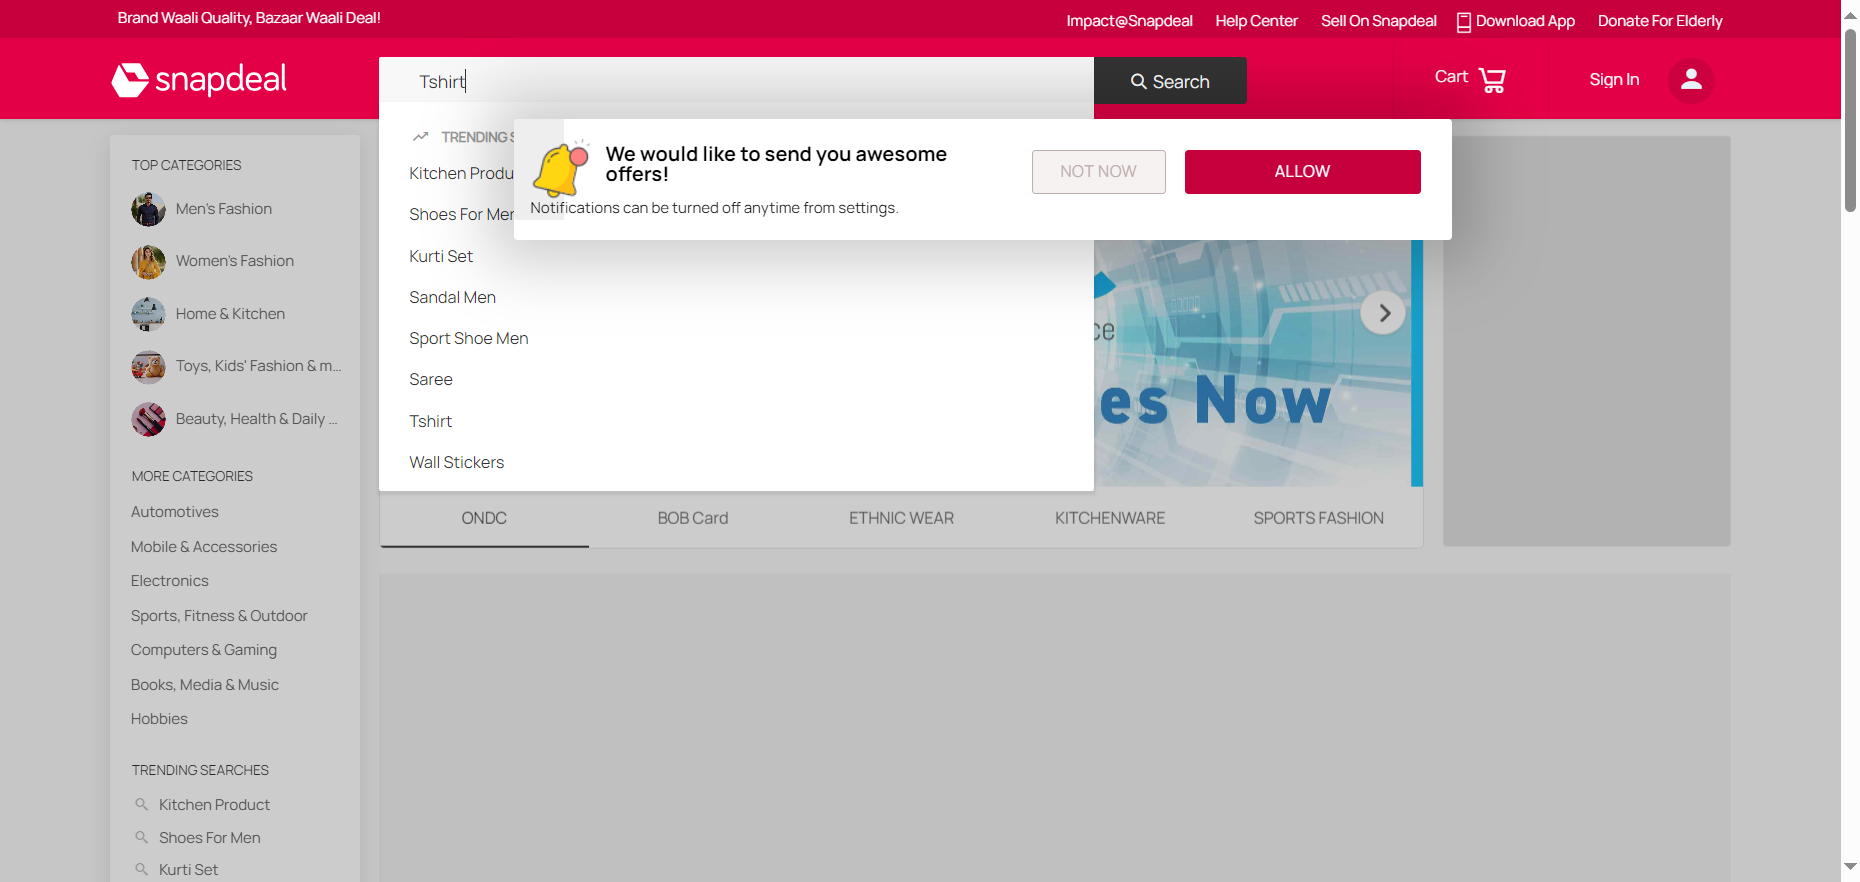 Brand Waali Quality, Bazaar Waali Deal!
Impact@Snapdeal Help Center Sell On Snapdeal Download App Donate For Elderly
snapdeal
Tshirt
Search
Cart
Sign In
TOP CATEGORIES
Men's Fashion
Women's Fashion
Home & Kitchen
Toys, Kids' Fashion & m...
Beauty, Health & Daily ...
MORE CATEGORIES
Automotives
Mobile & Accessories
Electronics
Sports, Fitness & Outdoor
Computers & Gaming
Books, Media & Music
Hobbies
TRENDING SEARCHES
Kitchen Product
Shoes For Men
Kurti Set
TRENDING S
Kitchen Produ
Shoes For Mer
Kurti Set
Sandal Men
Sport Shoe Men
Saree
Tshirt
Wall Stickers
We would like to send you awesome
offers!
Notifications can be turned off anytime from settings.
NOT NOW
ALLOW
ce
es Now
ONDC BOB Card ETHNIC WEAR KITCHENWARE SPORTS FASHION